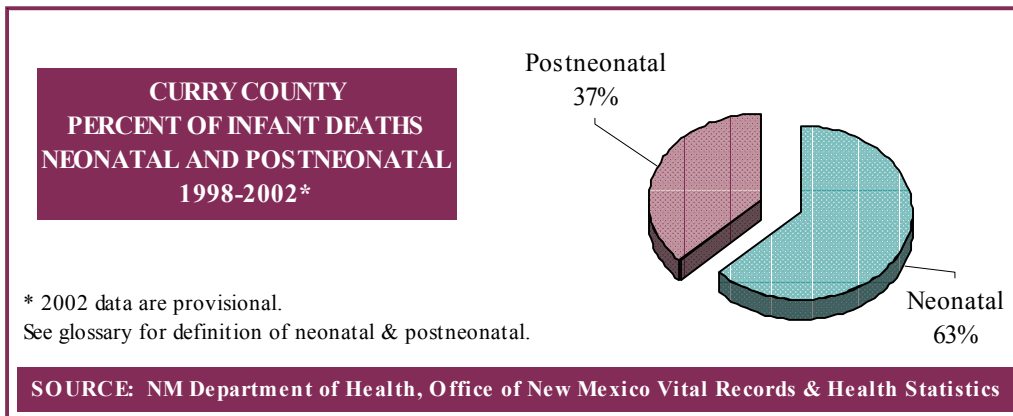 CURRY COUNTY
PERCENT OF INFANT DEATHS
NEONATAL AND POSTNEONATAL
1998-2002*
Postneonatal
37%
Neonatal
63%
* 2002 data are provisional.
See glossary for definition of neonatal & postneonatal.
SOURCE: NM Department of Health, Office of New Mexico Vital Records & Health Statistics